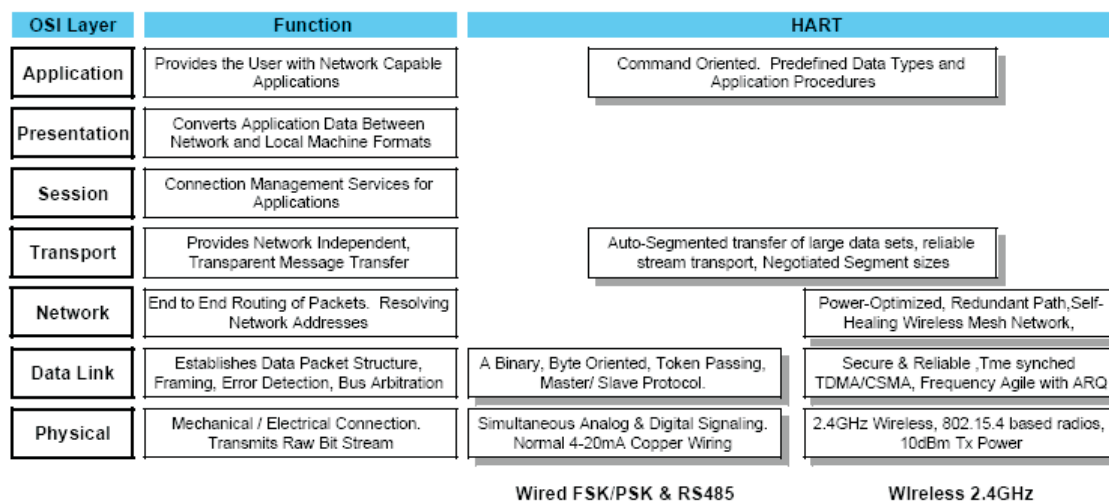 OSI Layer Function HART
Application
Provides the User with Network Capable
Applications
Command Oriented. Predefined Data Types and
Application Procedures
Presentation
Converts Application Data Between
Network and Local Machine Formats
Session
Connection Management Services for
Applications
Transport
Provides Network Independent,
Transparent Message Transfer
Auto-Segmented transfer of large data sets, reliable
stream transport, Negotiated Segment sizes
Network
End to End Routing of Packets. Resolving
Network Addresses
Power-Optimized, Redundant Path,Self-
Healing Wireless Mesh Network,
Data Link
Establishes Data Packet Structure,
Framing, Error Detection, Bus Arbitration
A Binary, Byte Oriented, Token Passing,
Master/ Slave Protocol.
Secure & Reliable ,Tme synched
TDMA/CSMA, Frequency Agile with ARQ
Physical
Mechanical / Electrical Connection.
Transmits Raw Bit Stream
Simultaneous Analog & Digital Signaling.
Normal 4-20mA Copper Wiring
2.4GHz Wireless, 802.15.4 based radios,
10dBm Tx Power
Wired FSK/PSK & RS485
WIreless 2.4GHz